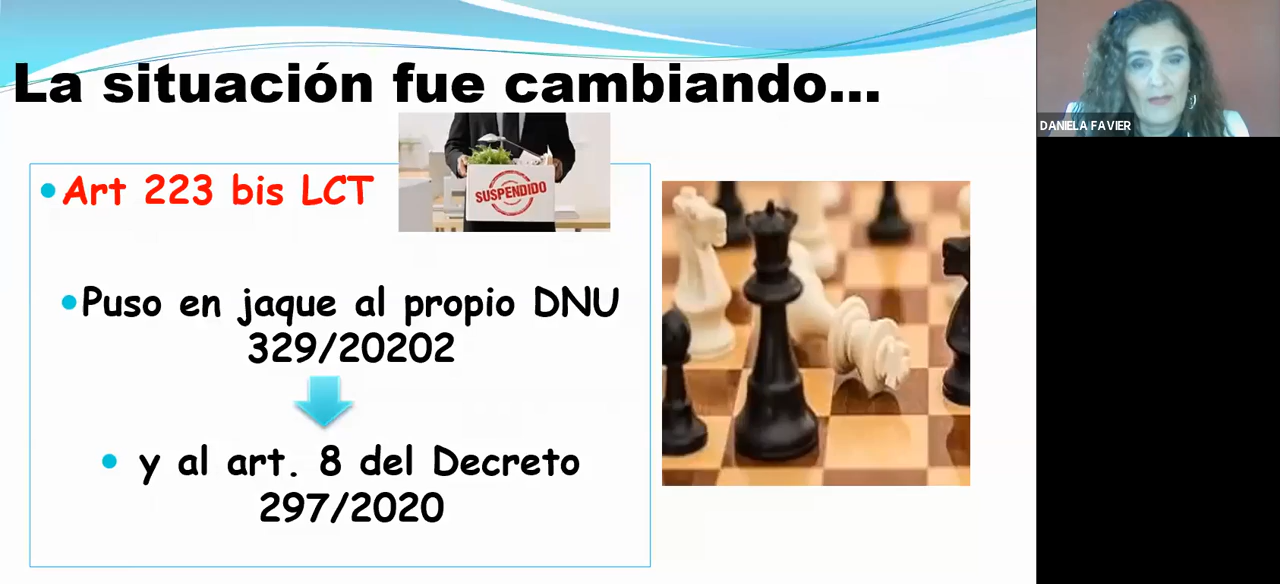 La situación fue cambiando...
Art 223 bis LCT
SUSPENDIDO
Puso en jaque al propio DNU
329/20202
y al art. 8 del Decreto
297/2020
DANIELA FAVIER